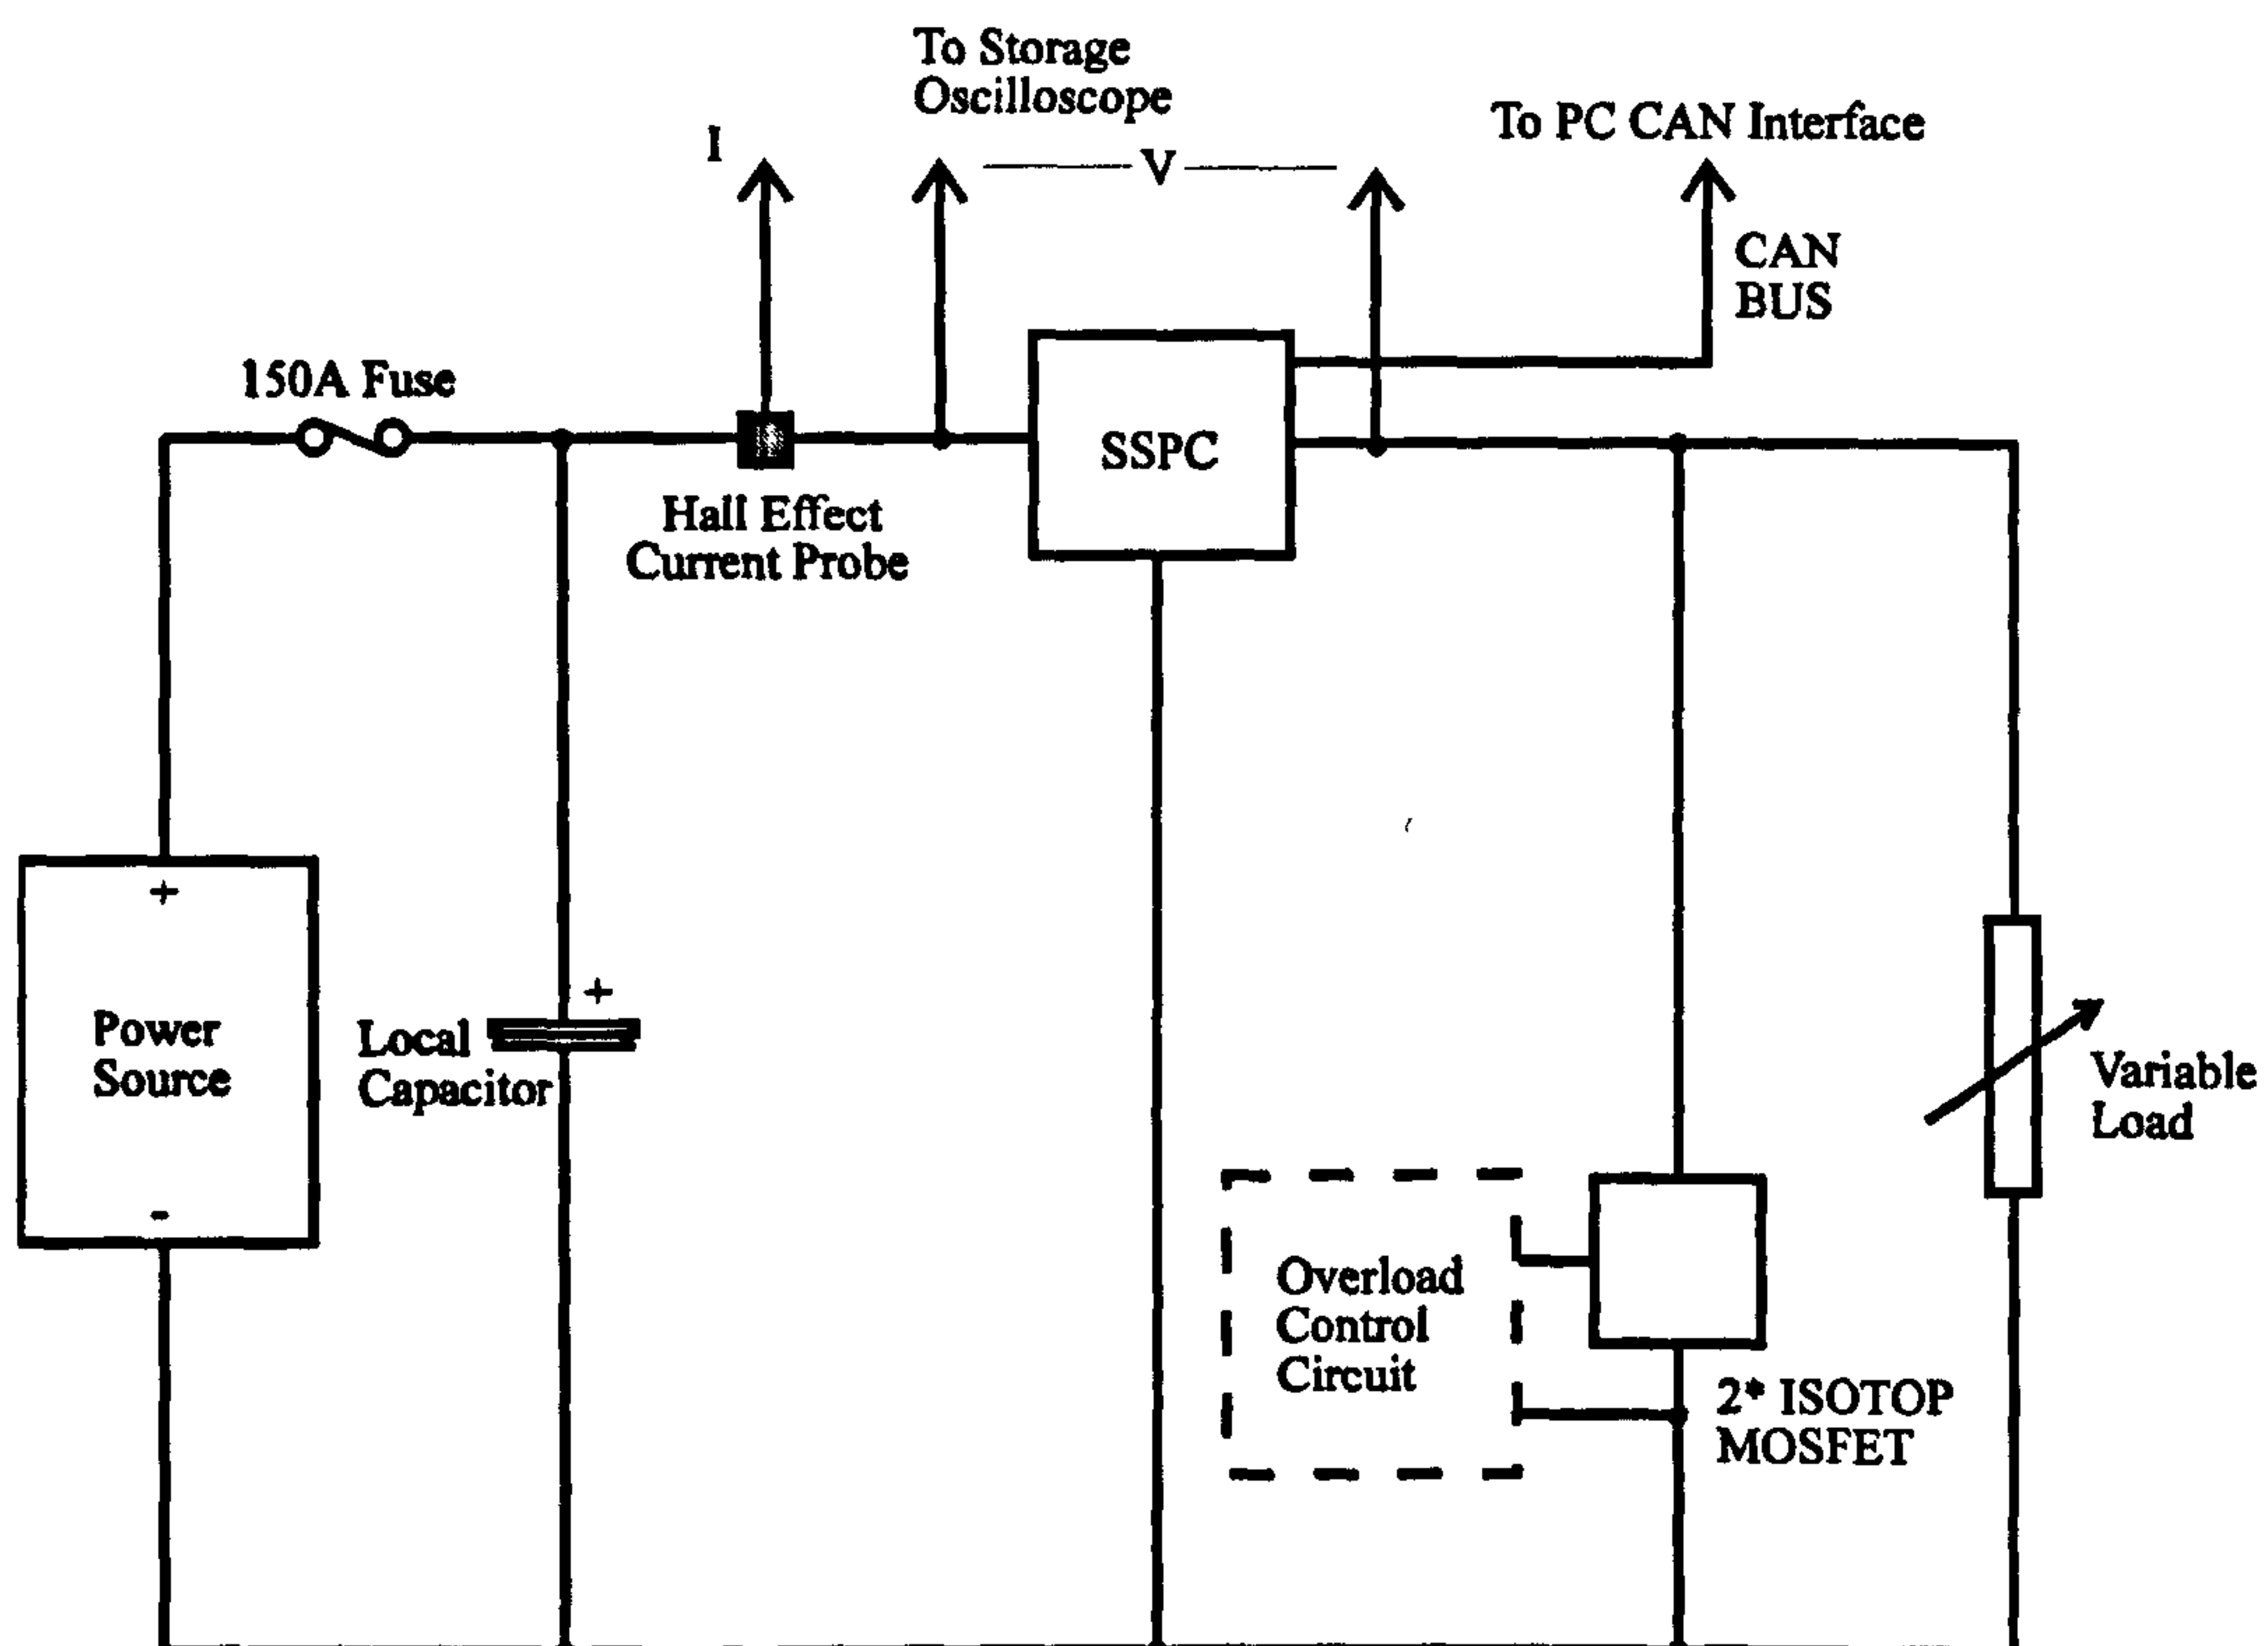 To Storage
Oscilloscope
I
V
To PC CAN Interface
CAN
BUS
150A Fuse
SSPC
Hall Effect
Current Probe
+
Power
Source
-
+
Local
Capacitor
Variable
Load
Overload
Control
Circuit
2* ISOTOP
MOSFET